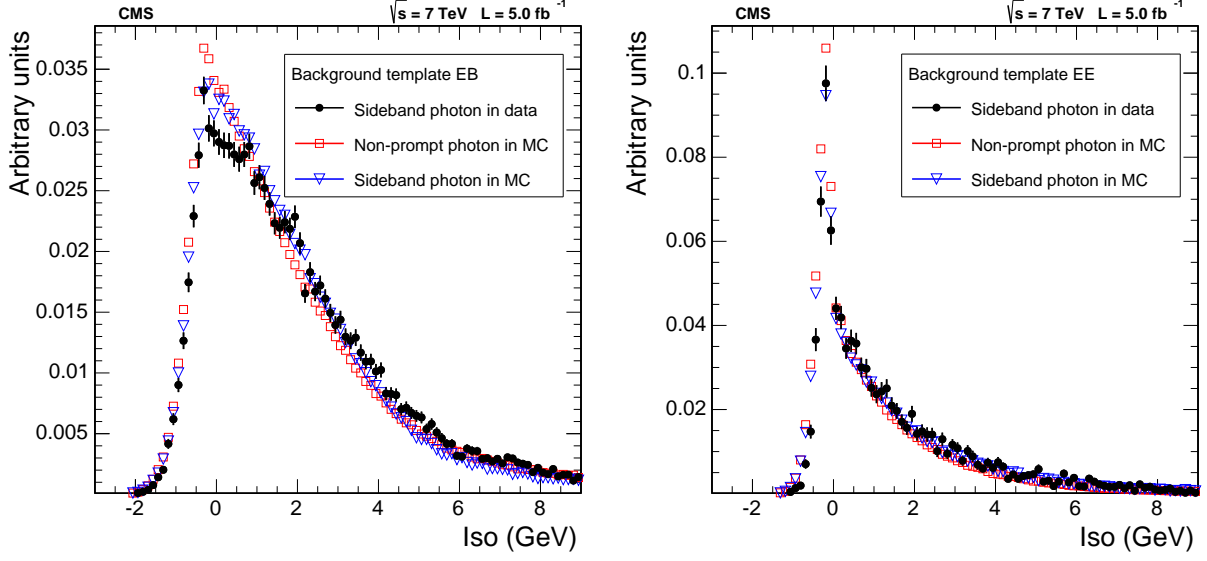 CMS
√s = 7 TeV L = 5.0 fb⁻¹
Arbitrary units
0.035
0.03
0.025
0.02
0.015
0.01
0.005
Background template EB
Sideband photon in data
Non-prompt photon in MC
Sideband photon in MC
-2
0
2
4
6
8
Iso (GeV)
CMS
√s = 7 TeV L = 5.0 fb⁻¹
Arbitrary units
0.1
0.08
0.06
0.04
0.02
Background template EE
Sideband photon in data
Non-prompt photon in MC
Sideband photon in MC
-2
0
2
4
6
8
Iso (GeV)